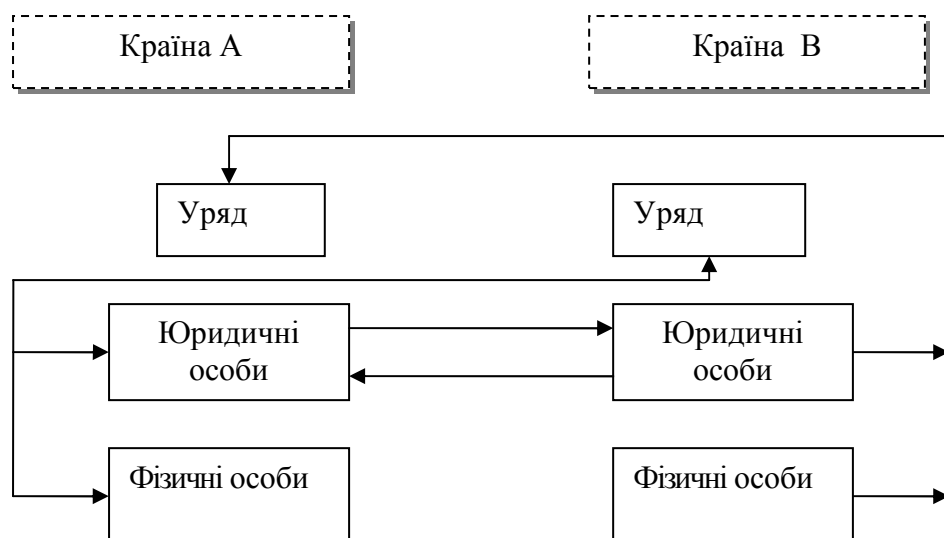 Країна А
Країна В
Уряд
Уряд
Юридичні
особи
Юридичні
особи
Фізичні особи
Фізичні особи